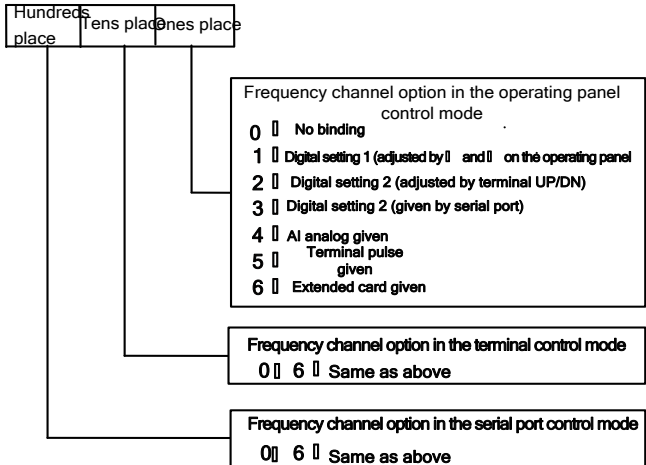 Hundreds place
Tens place
Ones place
Frequency channel option in the operating panel
control mode
0 ▯ No binding
1 ▯ Digital setting 1 (adjusted by▯ and▯ on the operating panel
2 ▯ Digital setting 2 (adjusted by terminal UP/DN)
3 ▯ Digital setting 2 (given by serial port)
4 ▯ AI analog given
5 ▯ Terminal pulse
given
6 ▯ Extended card given
Frequency channel option in the terminal control mode
0▯ 6 ▯ Same as above
Frequency channel option in the serial port control mode
0▯ 6 ▯ Same as above